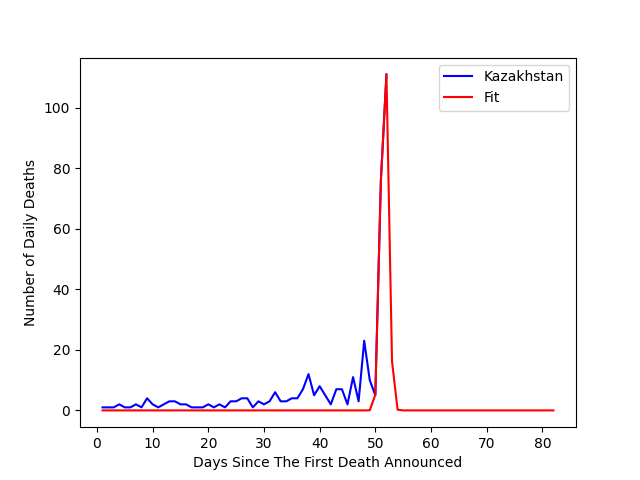 Kazakhstan
Fit
Number of Daily Deaths
100
80
60
40
20
0
0 10 20 30 40 50 60 70 80
Days Since The First Death Announced